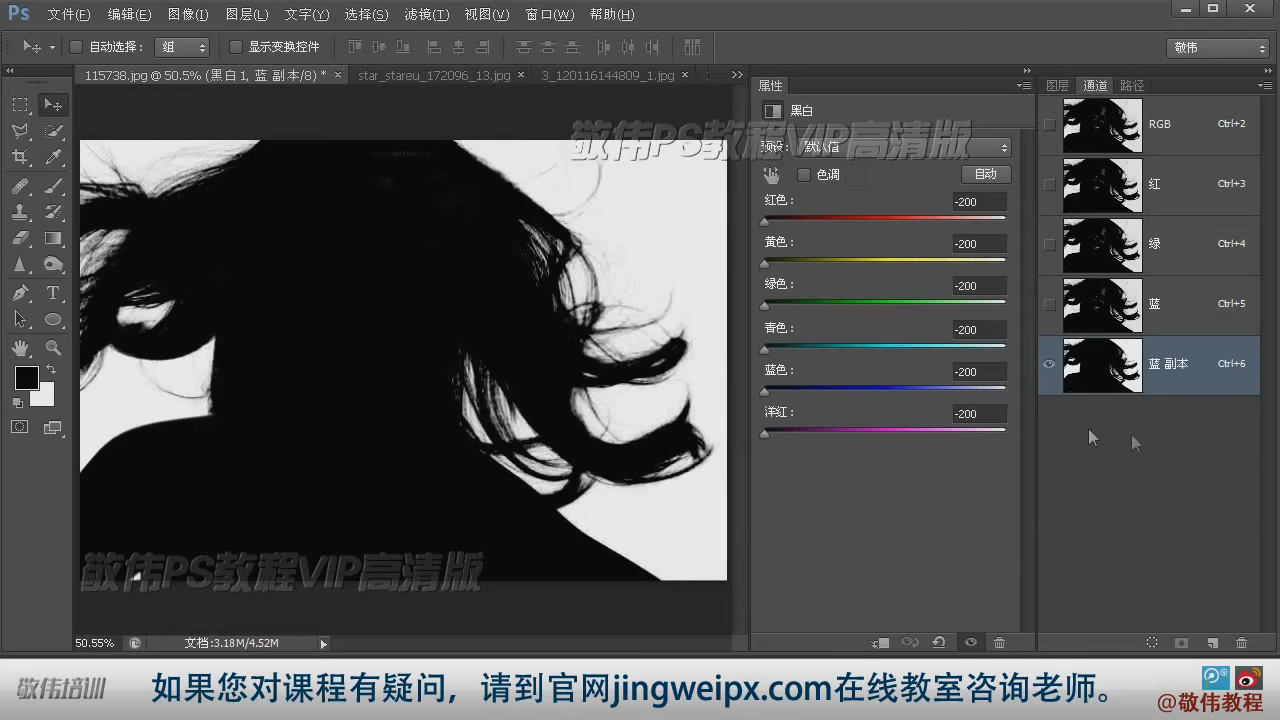 Ps 文件(F) 编辑(E) 图像(I) 图层(L) 文字(Y) 选择(S) 滤镜(T) 视图(V) 窗口(W) 帮助(H)
自动选择： 组 显示变换控件 敬伟
115738.jpg @ 50.5% (黑白 1, 蓝 副本/8) * × star_stareu_172096_13.jpg × 3_120116144809_1.jpg ×
属性
图层 通道 路径
黑白
敬伟PS教程VIP高清版
预设： 默认值
色调 自动
红色： -200
黄色： -200
绿色： -200
青色： -200
蓝色： -200
洋红： -200
RGB Ctrl+2
红 Ctrl+3
绿 Ctrl+4
蓝 Ctrl+5
蓝 副本 Ctrl+6
敬伟PS教程VIP高清版
50.55% 文档:3.18M/4.52M
敬伟培训
如果您对课程有疑问，请到官网jingweipx.com在线教室咨询老师。
@敬伟教程